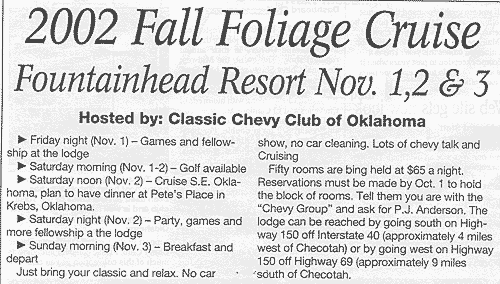 2002 Fall Foliage Cruise
Fountainhead Resort Nov. 1,2 & 3
Hosted by: Classic Chevy Club of Oklahoma
► Friday night (Nov. 1) – Games and fellow-
ship at the lodge
► Saturday morning (Nov. 1-2) – Golf available
► Saturday noon (Nov. 2) – Cruise S.E. Okla-
homa, plan to have dinner at Pete's Place in
Krebs, Oklahoma.
► Saturday night (Nov. 2) – Party, games and
more fellowship a the lodge
► Sunday morning (Nov. 3) – Breakfast and
depart
Just bring your classic and relax. No car
show, no car cleaning. Lots of chevy talk and
Cruising
Fifty rooms are bing held at $65 a night.
Reservations must be made by Oct. 1 to hold
the block of rooms. Tell them you are with the
"Chevy Group" and ask for P.J. Anderson. The
lodge can be reached by going south on High-
way 150 off Interstate 40 (approximately 4 miles
west of Checotah) or by going west on Highway
150 off Highway 69 (approximately 9 miles
south of Checotah.